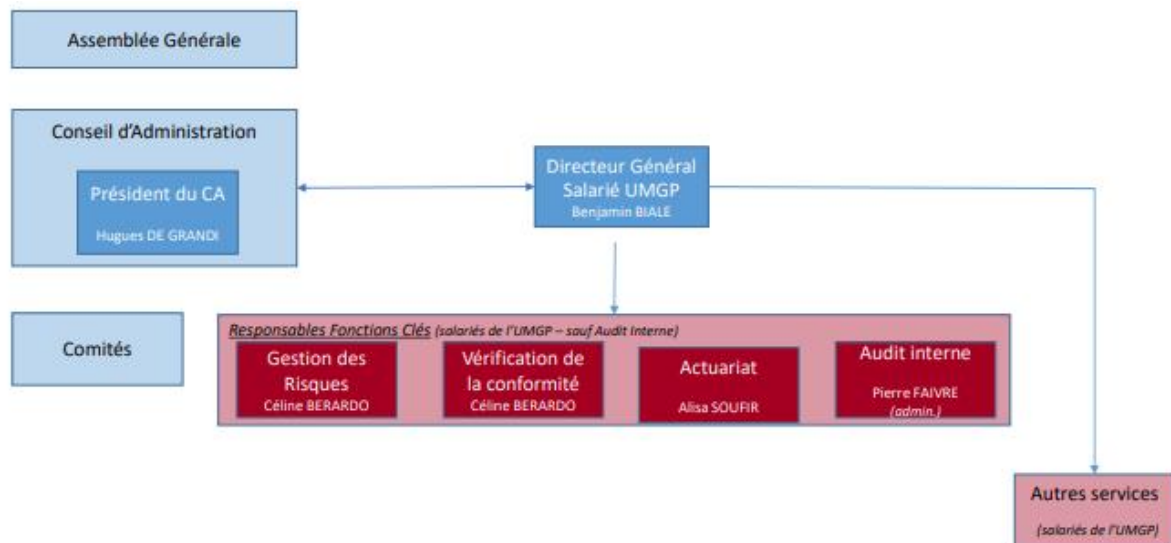 Assemblée Générale
Conseil d'Administration
Président du CA
Hugues DE GRANDI
Directeur Général
Salarié UMGP
Benjamin BIALE
Comités
Responsables Fonctions Clés (salariés de l'UMGP – sauf Audit Interne)
Gestion des
Risques
Céline BERARDO
Vérification de
la conformité
Céline BERARDO
Actuariat
Alisa SOUFIR
Audit interne
Pierre FAIVRE
(admin.)
Autres services
(salariés de l'UMGP)